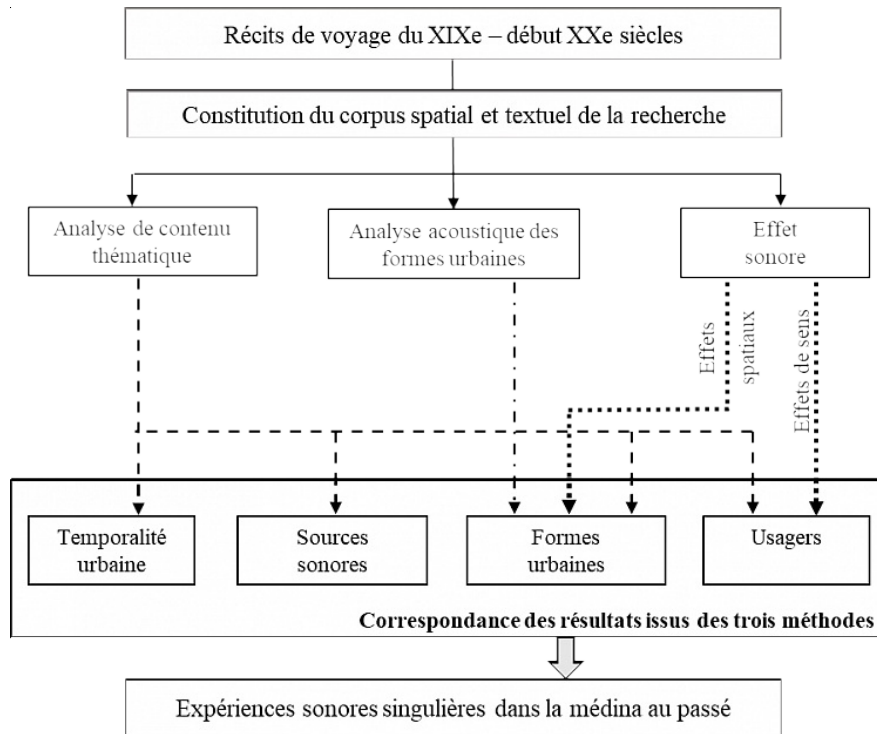 Récits de voyage du XIXe – début XXe siècles
Constitution du corpus spatial et textuel de la recherche
Analyse de contenu
thématique
Analyse acoustique des
formes urbaines
Effet
sonore
Effets
spatiaux
Effets de sens
Temporalité
urbaine
Sources
sonores
Formes
urbaines
Usagers
Correspondance des résultats issus des trois méthodes
Expériences sonores singulières dans la médina au passé